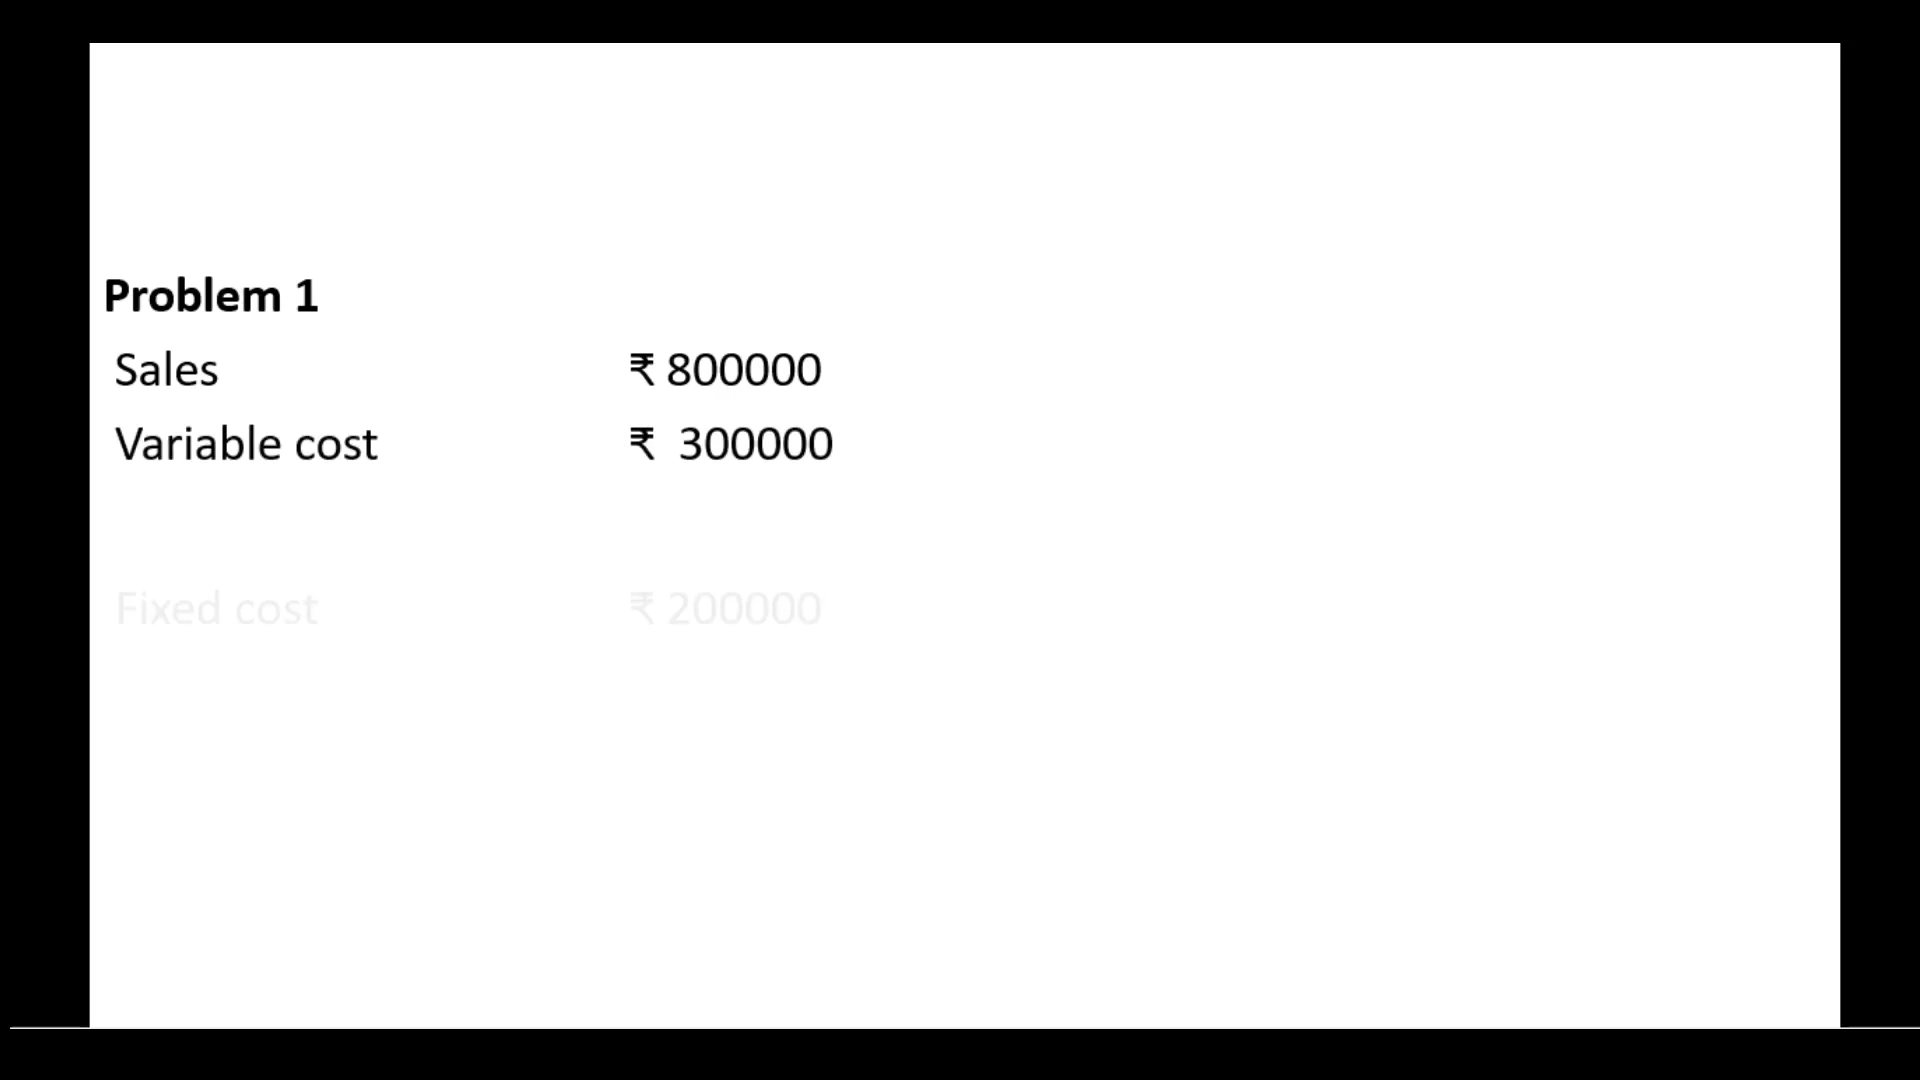 Problem 1
Sales ₹ 800000
Variable cost ₹ 300000
Fixed cost ₹ 200000